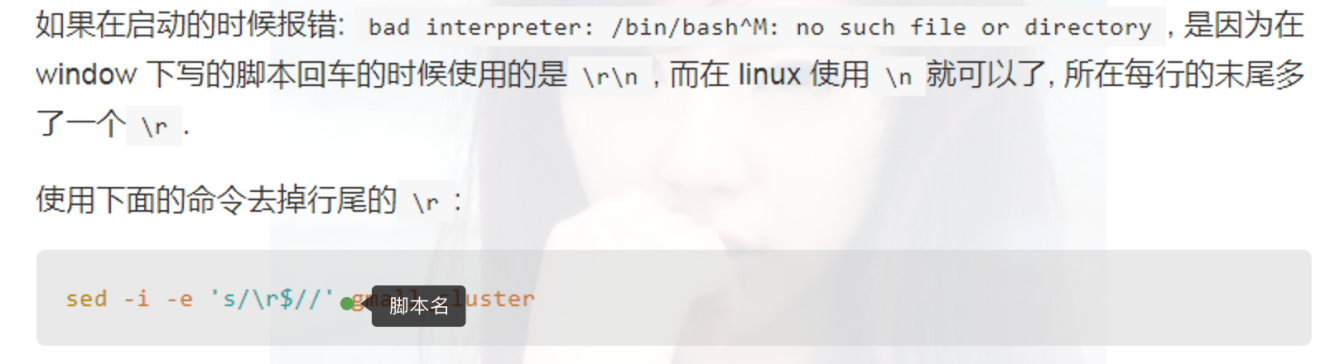 如果在启动的时候报错: bad interpreter: /bin/bash^M: no such file or directory , 是因为在
window 下写的脚本回车的时候使用的是 \r\n , 而在 linux 使用 \n 就可以了, 所在每行的末尾多
了一个 \r .
使用下面的命令去掉行尾的 \r :
sed -i -e 's/\r$//'
脚本名